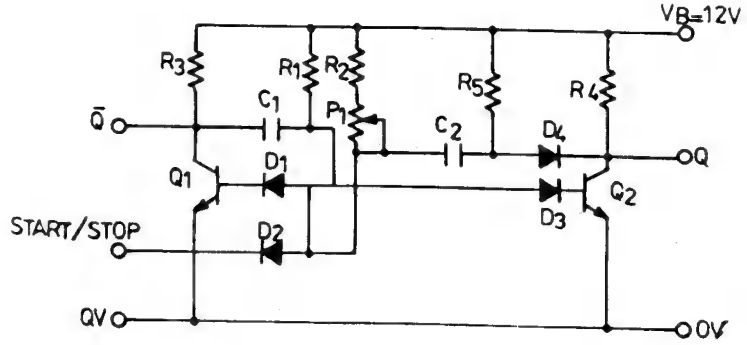 VB=12V
R3
R1
R2
R5
R4
P1
Q̄
C1
C2
D4
Q
Q1
D1
D3
Q2
START/STOP
D2
QV
OV